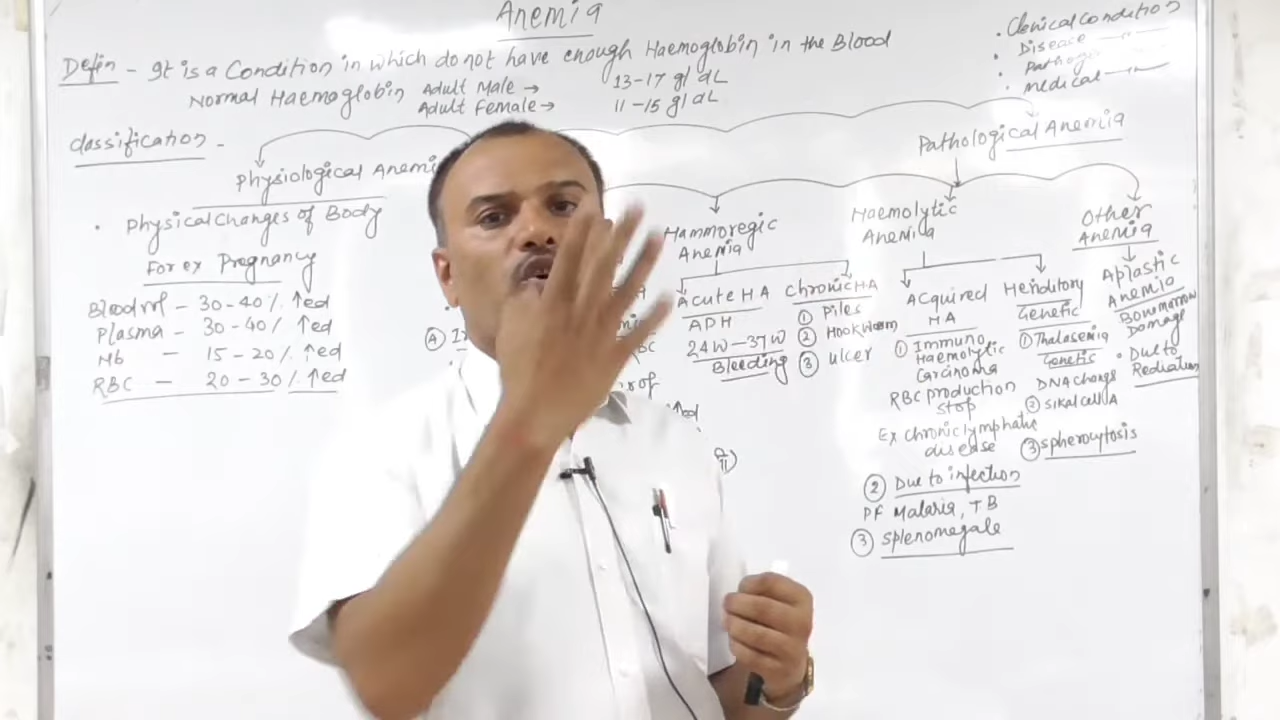 Anemia
Defin - It is a Condition in which do not have enough Haemoglobin in the Blood
Normal Haemoglobin Adult Male → 13-17 g/dL
Adult Female → 11-15 g/dL
• Clinical Condition
• Disease
•
• medical
classification -
Physiological Anemi
Pathological Anemia
• Physical Changes of Body
For ex Pregnancy
Blood vol - 30-40% ↑ed
Plasma - 30-40% ↑ed
Hb - 15-20% ↑ed
RBC - 20-30% ↑ed
Hammoregic
Anemia
Acute HA
APH
24W-37W
Bleeding
Chronic HA
① Piles
② Hookworm
③ ulcer
Haemolytic
Anemia
Acquired
HA
① Immuno
Haemolytic
Carcinoma
RBC production
stop
Ex chronic lymphatic
disease
② Due to infection
PF Malaria, TB
③ Splenomegale
Heriditory
Genetic
① Thalasemia
Genetic
DNA change
② Sikal cell A
③ spherocytosis
Other
Anemia
Aplastic
Anemia
Bonemorrow
Damage
• Due to
Rediation